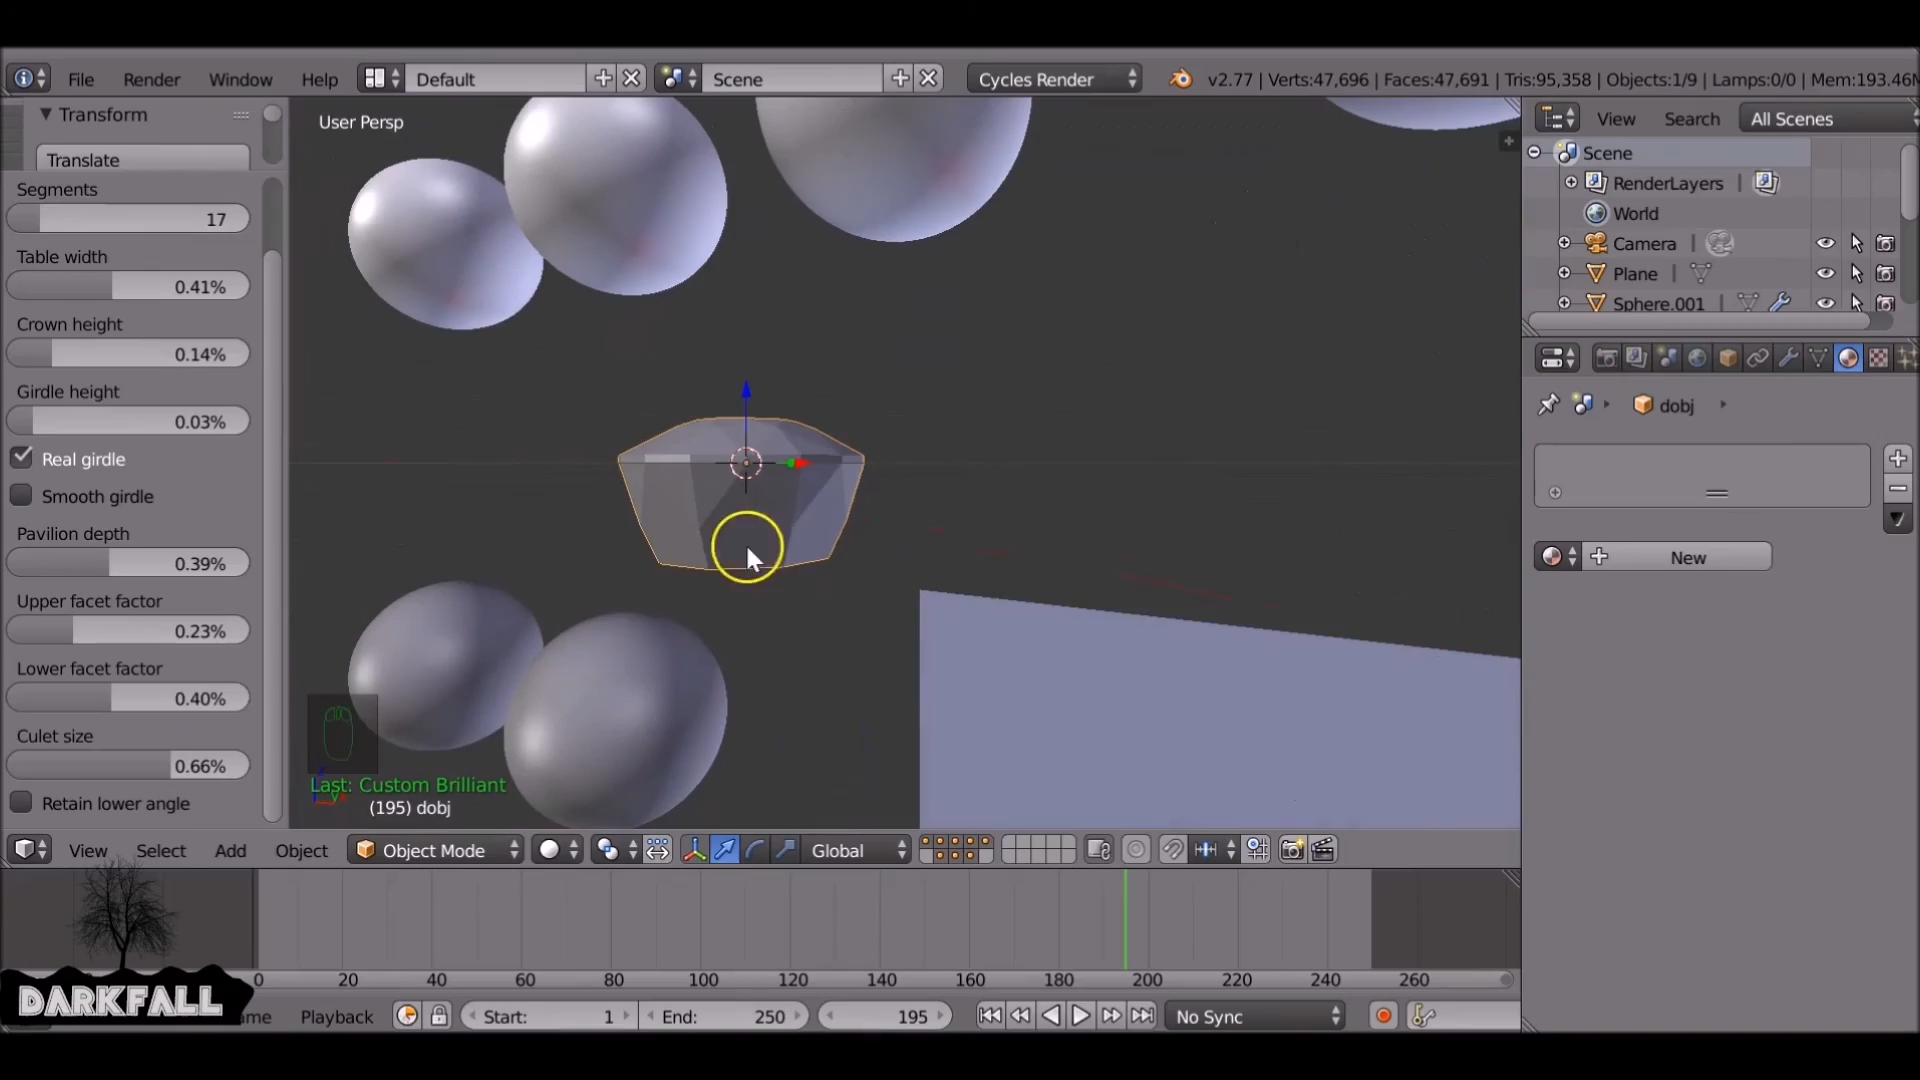 File Render Window Help Default Scene Cycles Render v2.77 | Verts:47,696 | Faces:47,691 | Tris:95,358 | Objects:1/9 | Lamps:0/0 | Mem:193.46M
Transform
Translate
Segments
17
Table width
0.41%
Crown height
0.14%
Girdle height
0.03%
Real girdle
Smooth girdle
Pavilion depth
0.39%
Upper facet factor
0.23%
Lower facet factor
0.40%
Culet size
0.66%
Retain lower angle
User Persp
Last: Custom Brilliant
(195) dobj
View Search All Scenes
Scene
RenderLayers
World
Camera
Plane
Sphere.001
dobj
New
View Select Add Object Object Mode Global
0 20 40 60 80 100 120 140 160 180 200 220 240 260
DARKFALL
Playback Start: 1 End: 250 195 No Sync